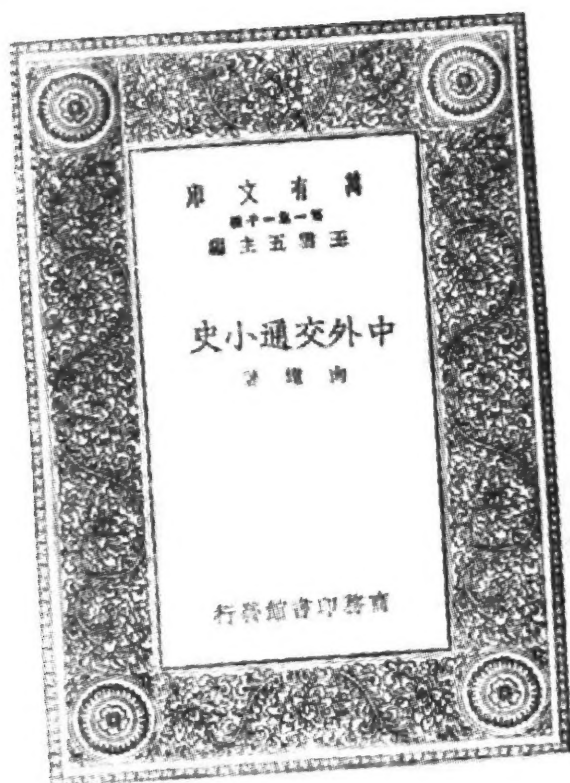 萬有文庫
第一集一千種
王雲五主編
中外交通小史
向達著
商務印書館發行